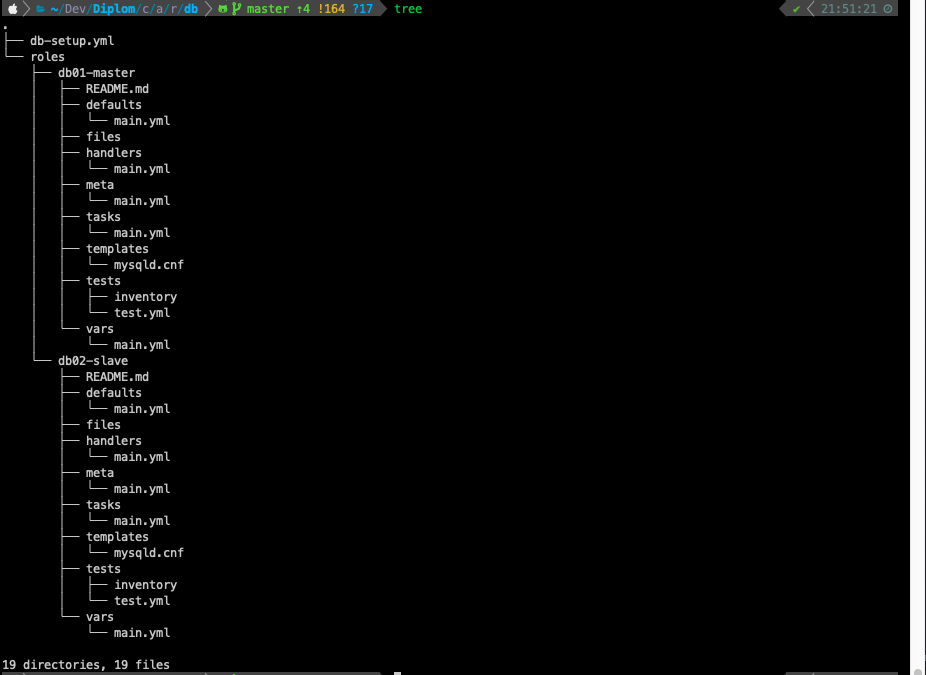 ~/Dev/Diplom/c/a/r/db master ↑4 !164 ?17 tree ✔ 21:51:21
.
├── db-setup.yml
└── roles
    ├── db01-master
    │   ├── README.md
    │   ├── defaults
    │   │   └── main.yml
    │   ├── files
    │   ├── handlers
    │   │   └── main.yml
    │   ├── meta
    │   │   └── main.yml
    │   ├── tasks
    │   │   └── main.yml
    │   ├── templates
    │   │   └── mysqld.cnf
    │   ├── tests
    │   │   ├── inventory
    │   │   └── test.yml
    │   └── vars
    │       └── main.yml
    └── db02-slave
        ├── README.md
        ├── defaults
        │   └── main.yml
        ├── files
        ├── handlers
        │   └── main.yml
        ├── meta
        │   └── main.yml
        ├── tasks
        │   └── main.yml
        ├── templates
        │   └── mysqld.cnf
        ├── tests
        │   ├── inventory
        │   └── test.yml
        └── vars
            └── main.yml

19 directories, 19 files